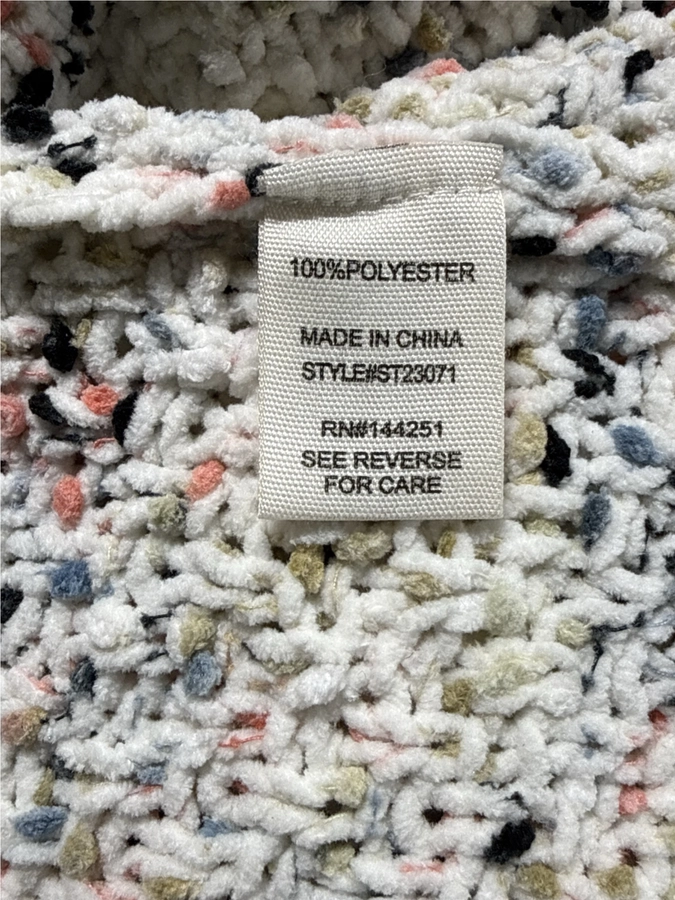 100%POLYESTER
MADE IN CHINA
STYLE#ST23071
RN#144251
SEE REVERSE
FOR CARE